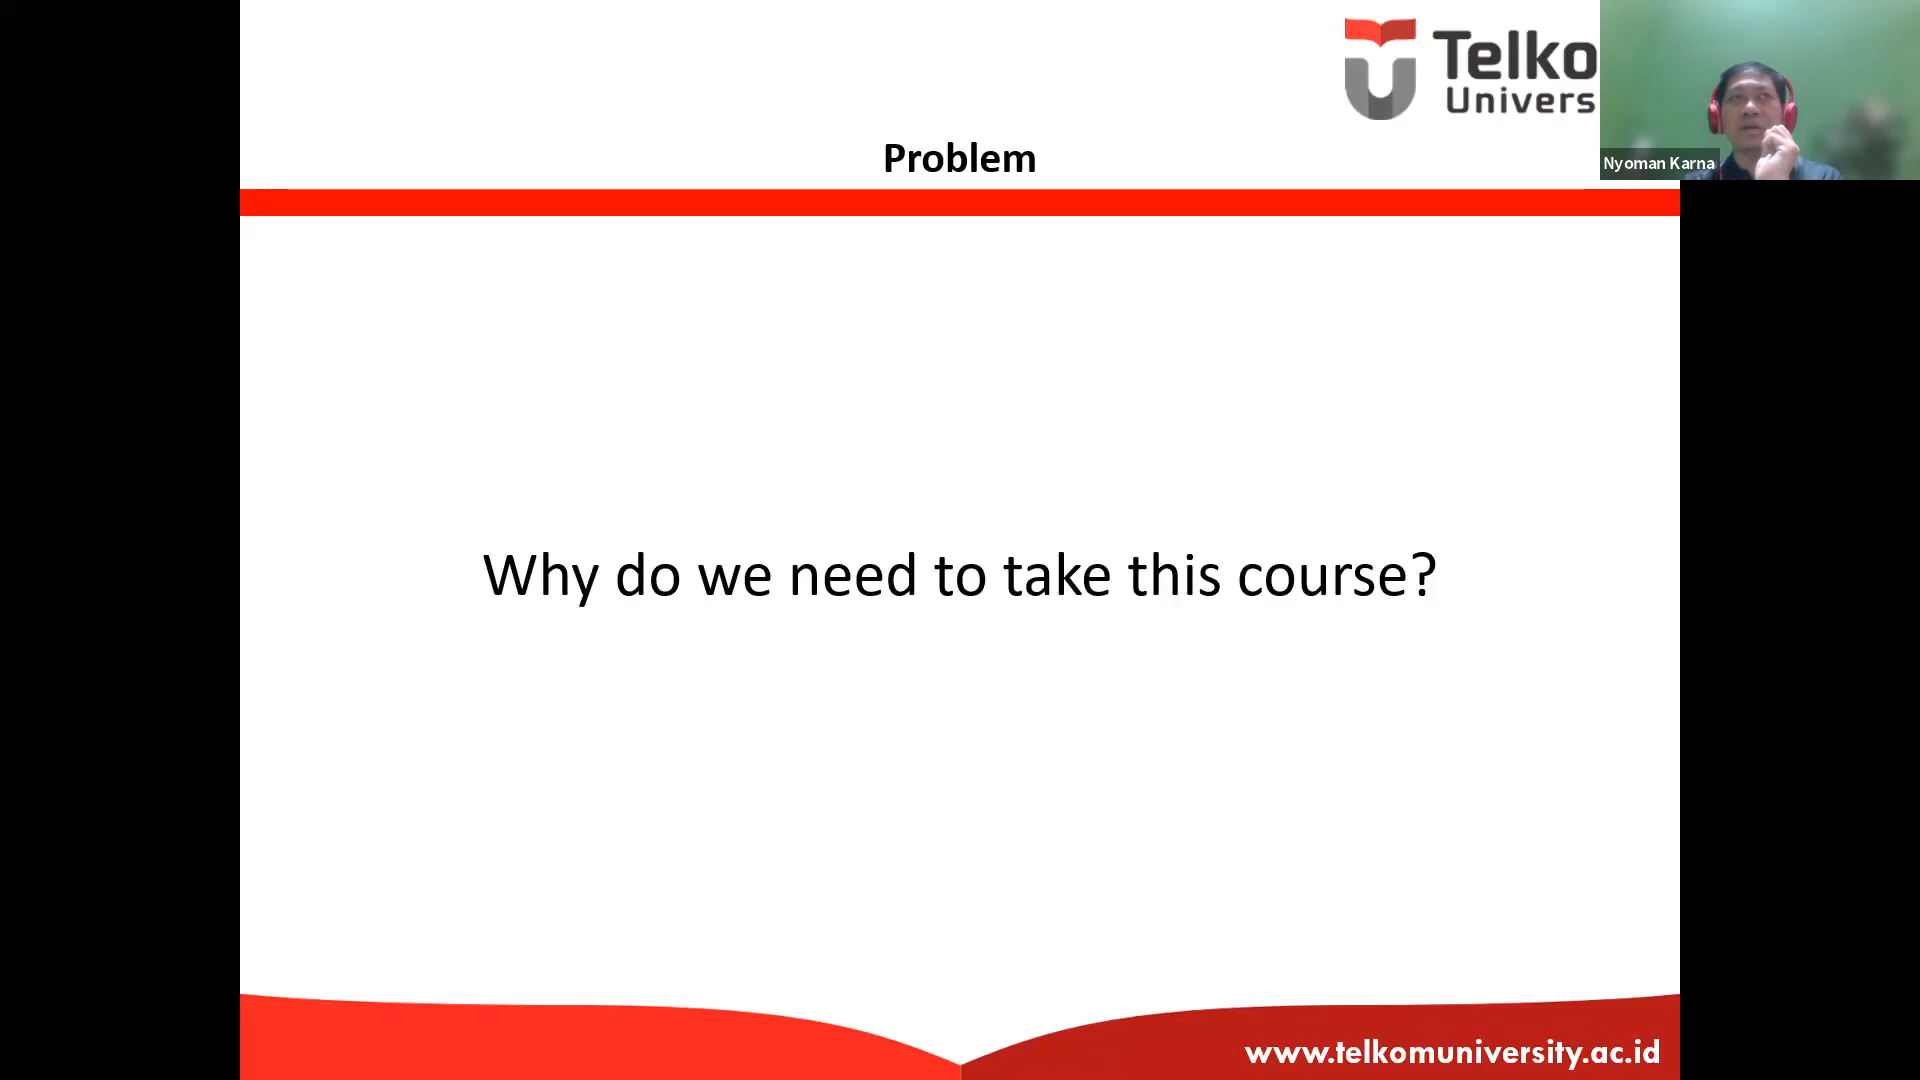 Telko
Univers
Nyoman Karna
Problem
Why do we need to take this course?
www.telkomuniversity.ac.id